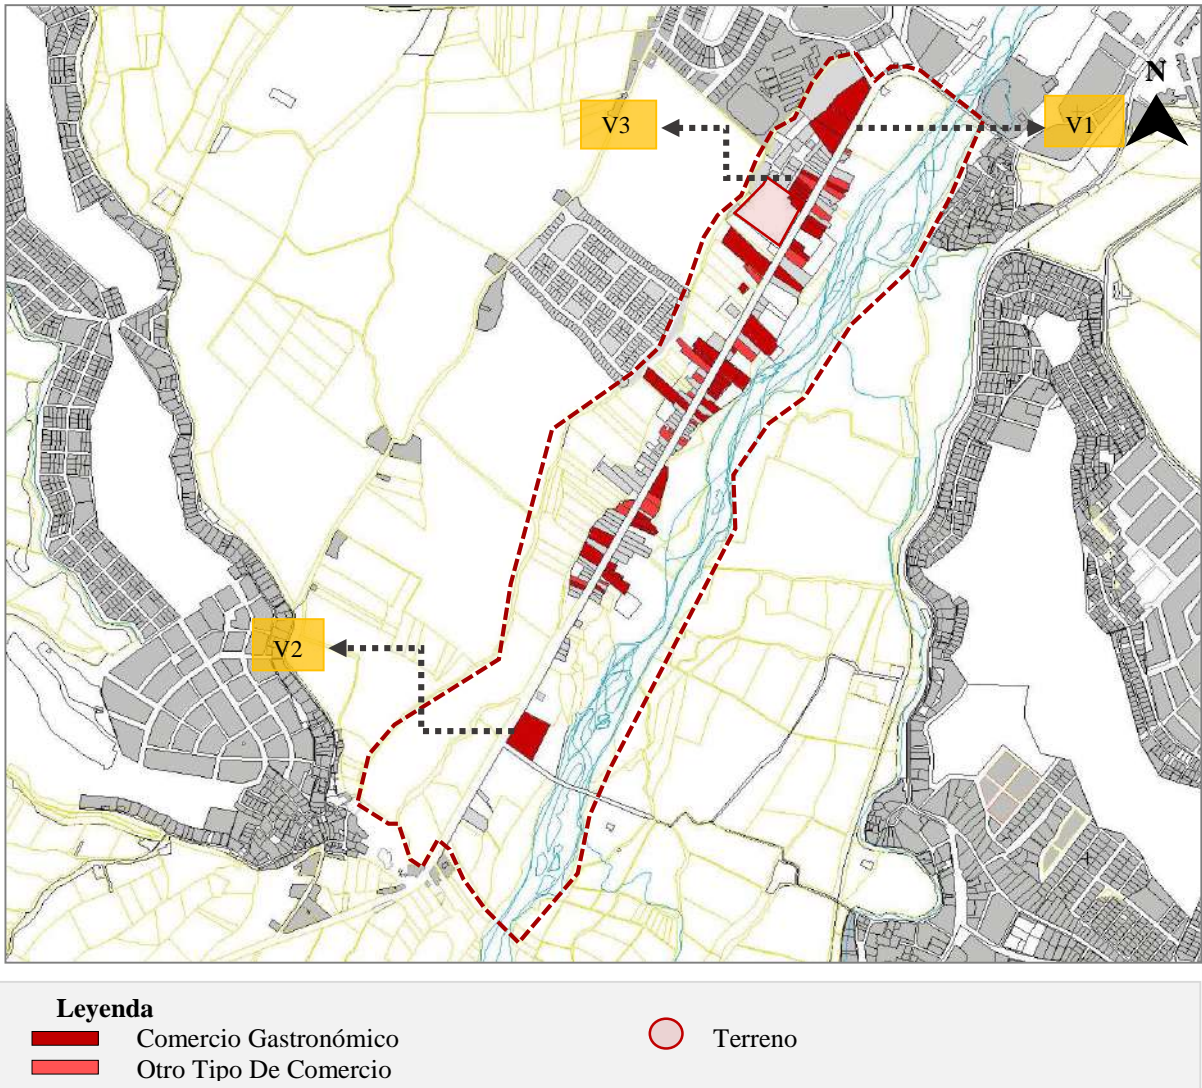 N
V3
V1
V2
Leyenda
Comercio Gastronómico
Terreno
Otro Tipo De Comercio